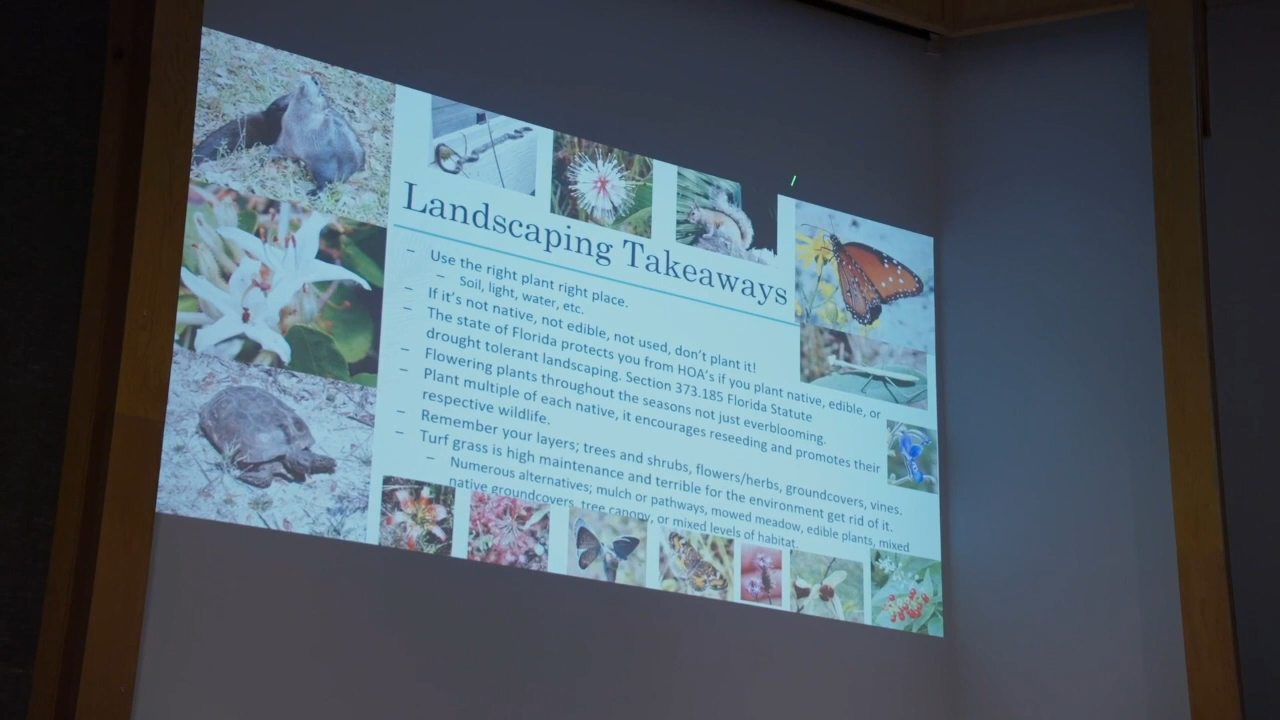 Landscaping Takeaways
– Use the right plant right place.
– Soil, light, water, etc.
– If it's not native, not edible, not used, don't plant it!
– The state of Florida protects you from HOA's if you plant native, edible, or
drought tolerant landscaping. Section 373.185 Florida Statute
– Flowering plants throughout the seasons not just everblooming.
– Plant multiple of each native, it encourages reseeding and promotes their
respective wildlife.
– Remember your layers; trees and shrubs, flowers/herbs, groundcovers, vines.
– Turf grass is high maintenance and terrible for the environment get rid of it.
– Numerous alternatives; mulch or pathways, mowed meadow, edible plants, mixed
native groundcovers, tree canopy, or mixed levels of habitat.